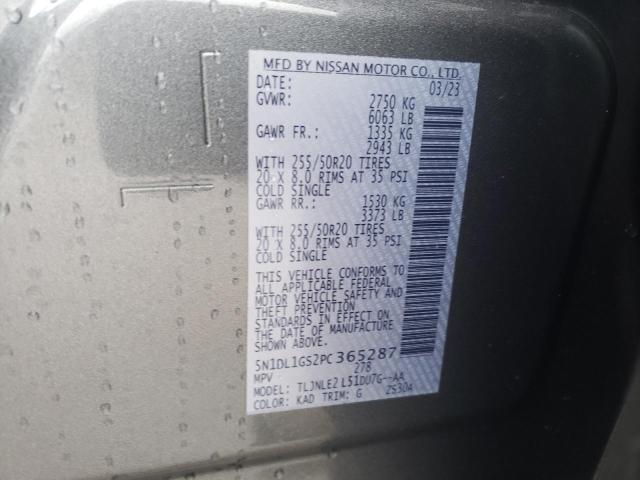 MFD BY NISSAN MOTOR CO., LTD.
DATE: 03/23
GVWR: 2750 KG
6063 LB
GAWR FR.: 1335 KG
2943 LB
WITH 255/50R20 TIRES
20 X 8.0 RIMS AT 35 PSI
COLD SINGLE
GAWR RR.: 1530 KG
3373 LB
WITH 255/50R20 TIRES
20 X 8.0 RIMS AT 35 PSI
COLD SINGLE
THIS VEHICLE CONFORMS TO
ALL APPLICABLE FEDERAL
MOTOR VEHICLE SAFETY AND
THEFT PREVENTION
STANDARDS IN EFFECT ON
THE DATE OF MANUFACTURE
SHOWN ABOVE.
5N1DL1GS2PC365287
MPV 278
MODEL: TLJNLE2 L51DU7G--AA
COLOR: KAD TRIM: G ZS30A